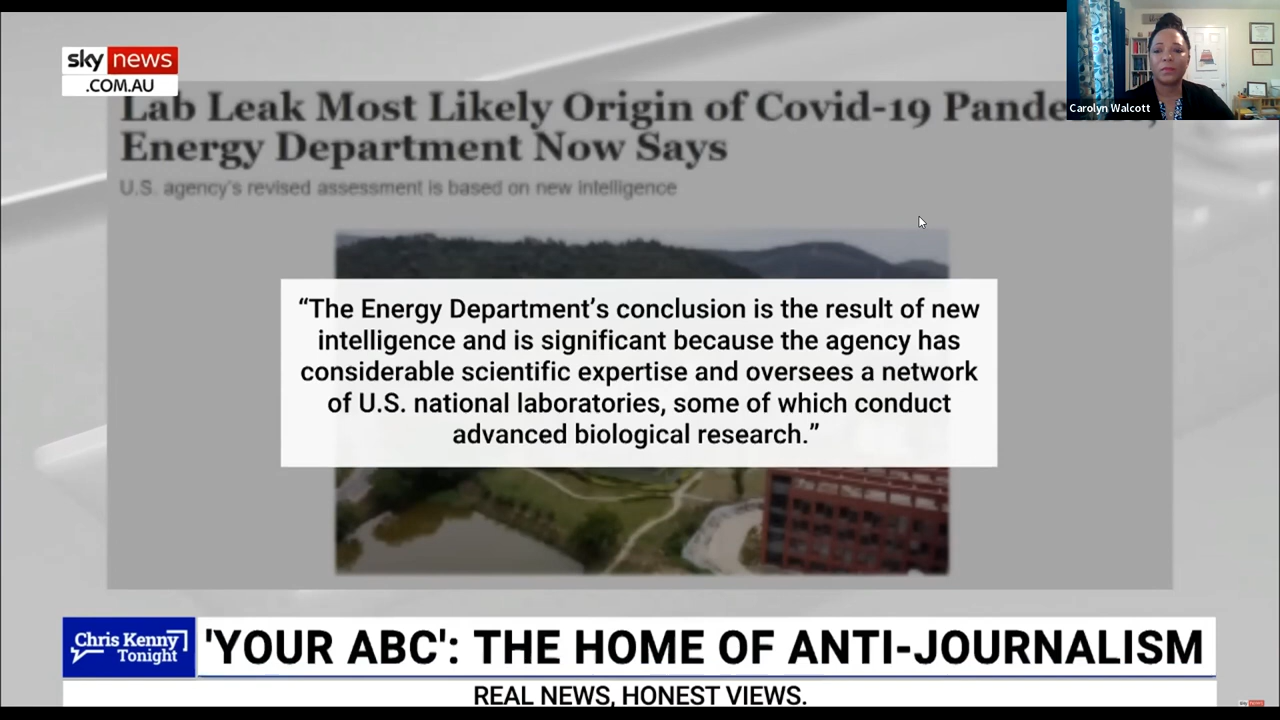 sky news
.COM.AU
Carolyn Walcott
Lab Leak Most Likely Origin of Covid-19
Energy Department Now Says
U.S. agency's revised assessment is based on new intelligence
“The Energy Department’s conclusion is the result of new
intelligence and is significant because the agency has
considerable scientific expertise and oversees a network
of U.S. national laboratories, some of which conduct
advanced biological research.”
Chris Kenny
Tonight
'YOUR ABC': THE HOME OF ANTI-JOURNALISM
REAL NEWS, HONEST VIEWS.
sky news